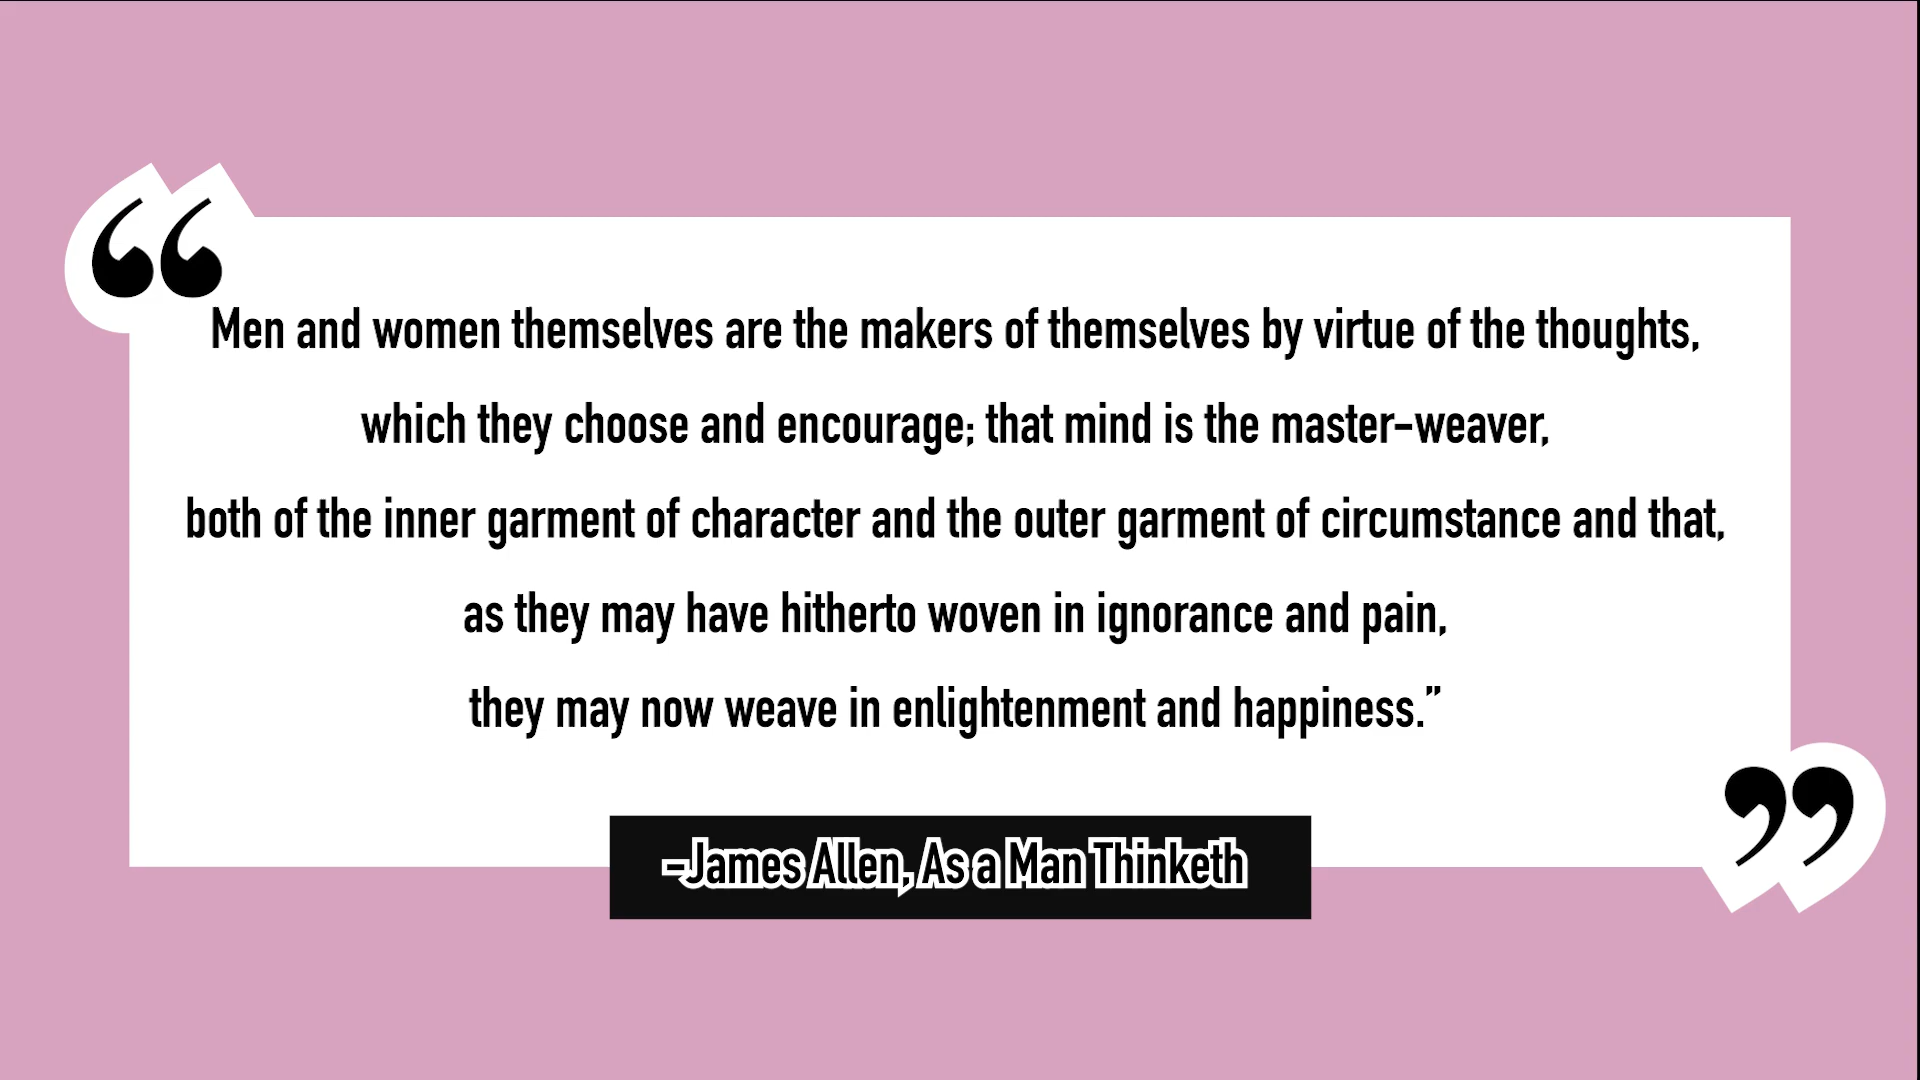 “
Men and women themselves are the makers of themselves by virtue of the thoughts,
which they choose and encourage; that mind is the master-weaver,
both of the inner garment of character and the outer garment of circumstance and that,
as they may have hitherto woven in ignorance and pain,
they may now weave in enlightenment and happiness.”
”
-James Allen, As a Man Thinketh